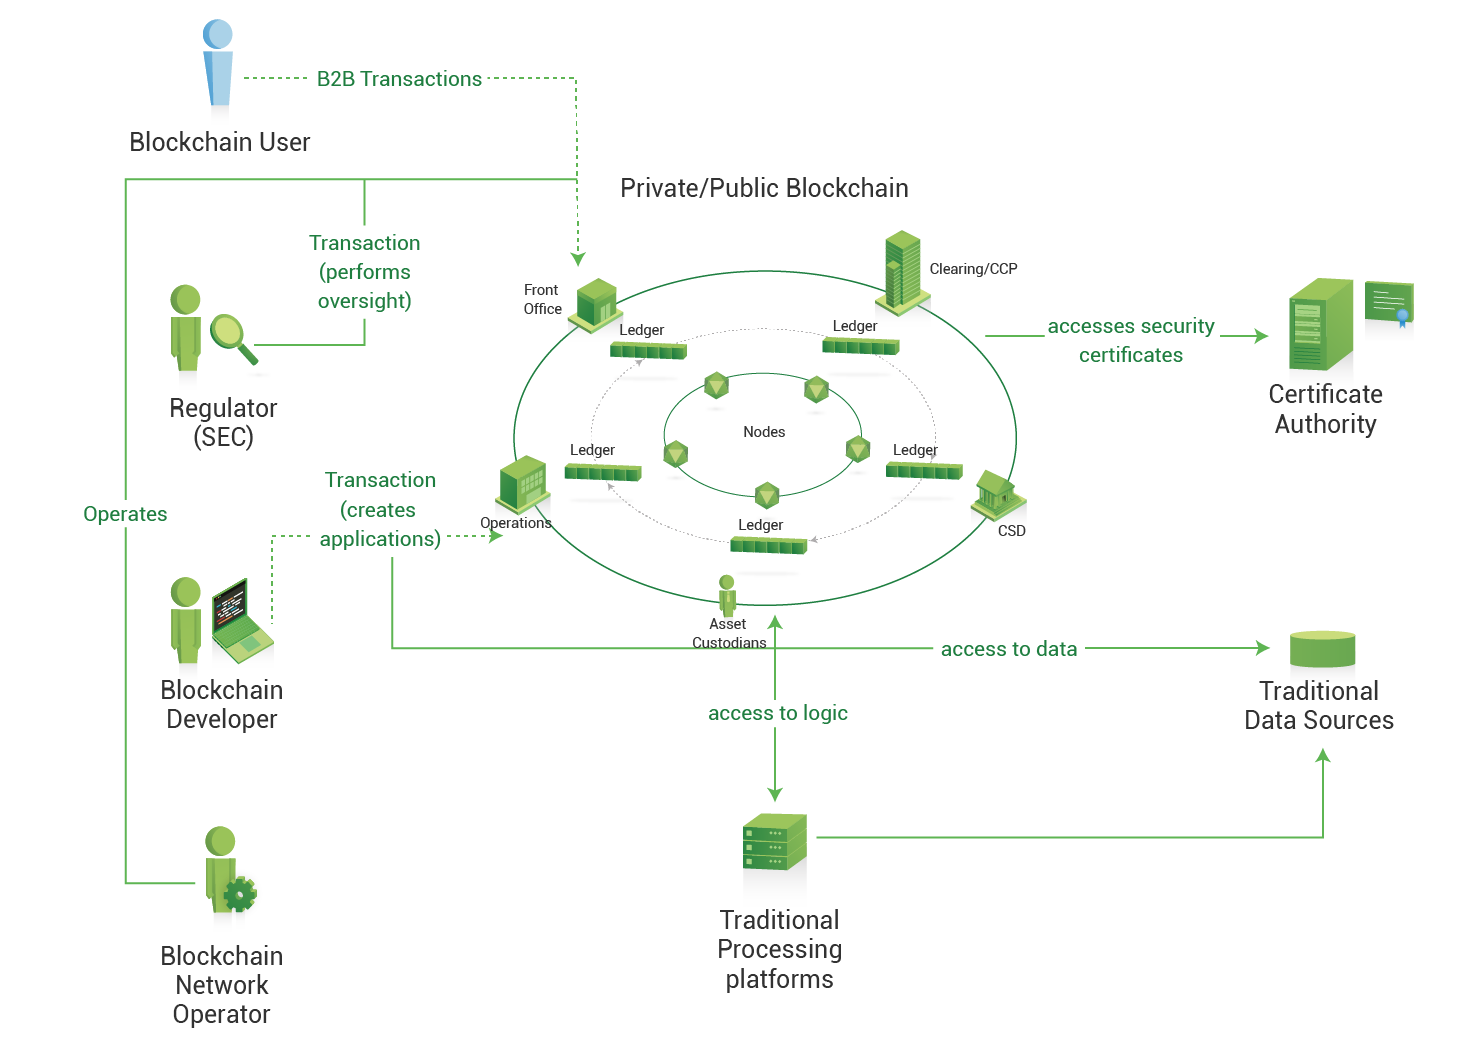 B2B Transactions
Blockchain User
Private/Public Blockchain
Transaction
(performs
oversight)
Regulator
(SEC)
Operates
Transaction
(creates
applications)
Blockchain
Developer
Blockchain
Network
Operator
Front
Office
Clearing/CCP
Ledger
Ledger
Nodes
Ledger
Ledger
Ledger
Operations
CSD
Asset
Custodians
accesses security
certificates
Certificate
Authority
access to data
Traditional
Data Sources
access to logic
Traditional
Processing
platforms